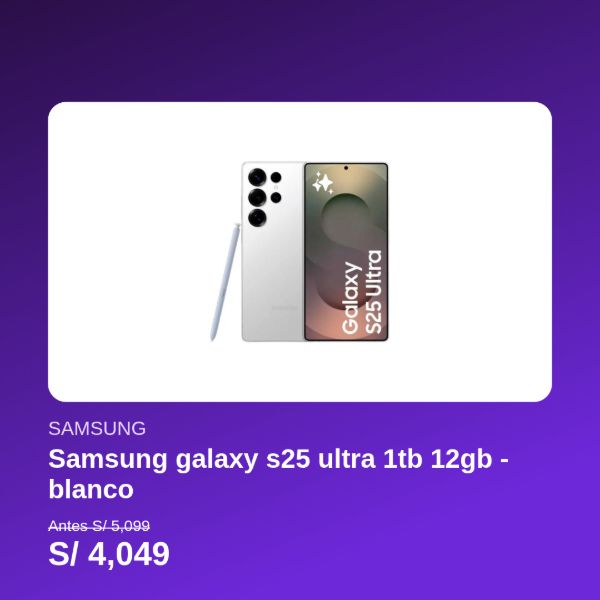 Galaxy
S25 Ultra
SAMSUNG
Samsung galaxy s25 ultra 1tb 12gb -
blanco
Antes S/ 5,099
S/ 4,049